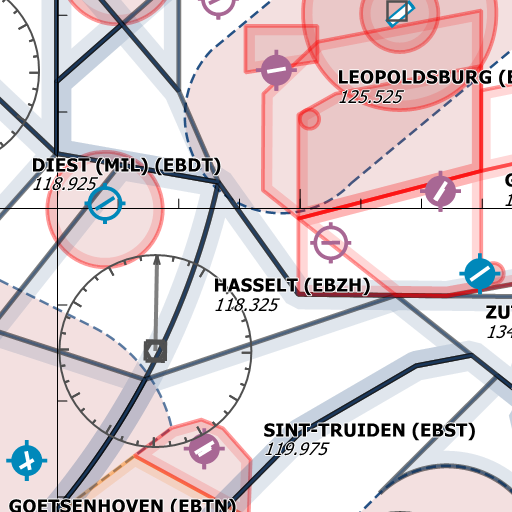 LEOPOLDSBURG (E
125.525
DIEST (MIL) (EBDT)
118.925
G
1
HASSELT (EBZH)
118.325
ZU
134
SINT-TRUIDEN (EBST)
119.975
GOETSENHOVEN (EBTN)